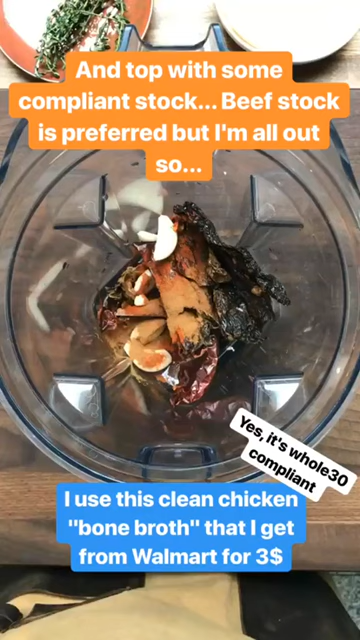 And top with some
compliant stock... Beef stock
is preferred but I'm all out
so...
Yes, it's whole30
compliant
I use this clean chicken
"bone broth" that I get
from Walmart for 3$